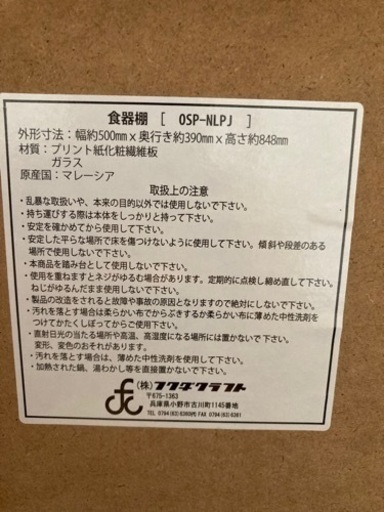 食器棚 [ OSP-NLPJ ]
外形寸法：幅約500mm x 奥行き約390mm x 高さ約848mm
材質：プリント紙化粧繊維板
ガラス
原産国：マレーシア
取扱上の注意
・乱暴な取扱いや、本来の目的以外では使用しないで下さい。
・持ち運びする際は本体をしっかりと持って下さい。
・安定を確かめてから使用して下さい。
・安定した平らな場所で床を傷つけないように使用して下さい。傾斜や段差のある
場所で使用しないで下さい。
・本商品を踏み台として使用しないで下さい。
・使用を重ねますとネジがゆるむ場合があります。定期的に点検し締め直して下さい。
ねじがゆるんだまま使用しないで下さい。
・製品の改造をされると故障や事故の原因となりますので絶対にしないで下さい。
・汚れを落とす場合は柔らかい布でからぶきするか柔らかい布に薄めた中性洗剤を
つけてかたくしぼってからご使用下さい。
・直射日光の当たる場所や高温、高湿度になる場所には置かないで下さい。
変形、変色のおそれがあります。
・汚れを落とす場合は、薄めた中性洗剤を使用して下さい。
・加熱された鍋、湯わかし等を直接置かないで下さい。
(株)フクダクラフト
〒675-1363
兵庫県小野市古川町1145番地
TEL 0794 (63) 6360㈹ FAX 0794 (63) 6361